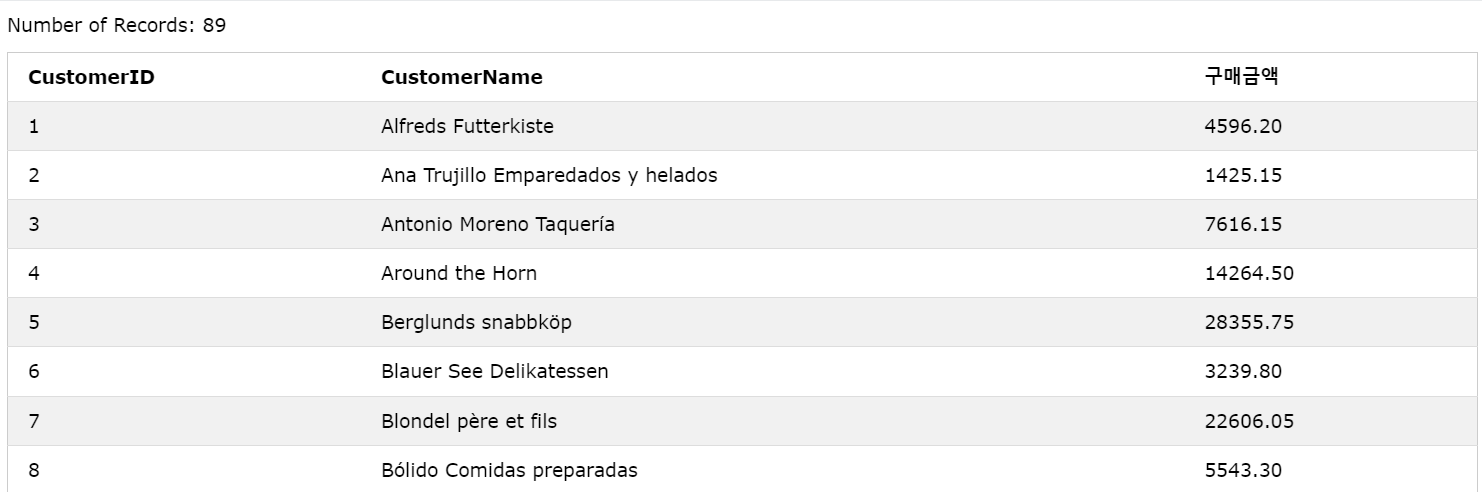 Number of Records: 89
CustomerID CustomerName 구매금액
1 Alfreds Futterkiste 4596.20
2 Ana Trujillo Emparedados y helados 1425.15
3 Antonio Moreno Taquería 7616.15
4 Around the Horn 14264.50
5 Berglunds snabbköp 28355.75
6 Blauer See Delikatessen 3239.80
7 Blondel père et fils 22606.05
8 Bólido Comidas preparadas 5543.30